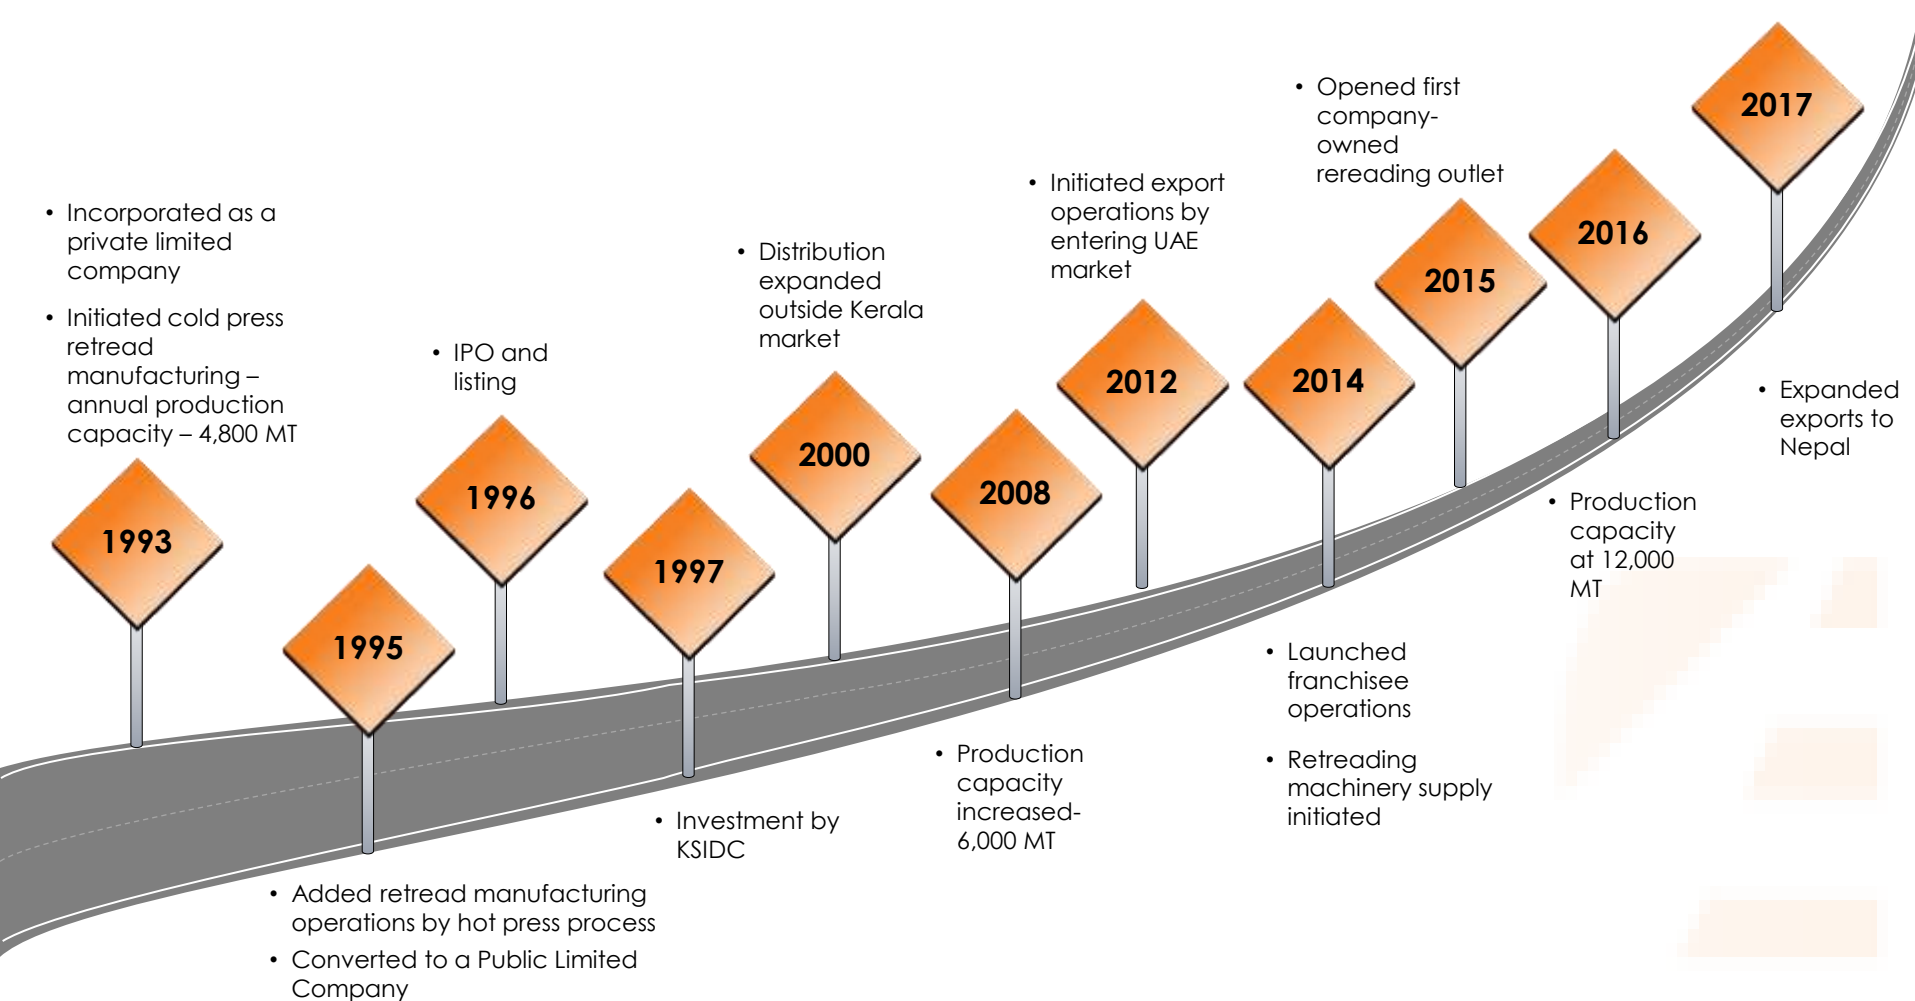 1993
• Incorporated as a
private limited
company
• Initiated cold press
retread
manufacturing –
annual production
capacity – 4,800 MT
1995
• Added retread manufacturing
operations by hot press process
• Converted to a Public Limited
Company
1996
• IPO and
listing
1997
• Investment by
KSIDC
2000
• Distribution
expanded
outside Kerala
market
2008
• Production
capacity
increased-
6,000 MT
2012
• Initiated export
operations by
entering UAE
market
2014
• Launched
franchisee
operations
• Retreading
machinery supply
initiated
2015
• Opened first
company-
owned
rereading outlet
2016
• Production
capacity
at 12,000
MT
2017
• Expanded
exports to
Nepal